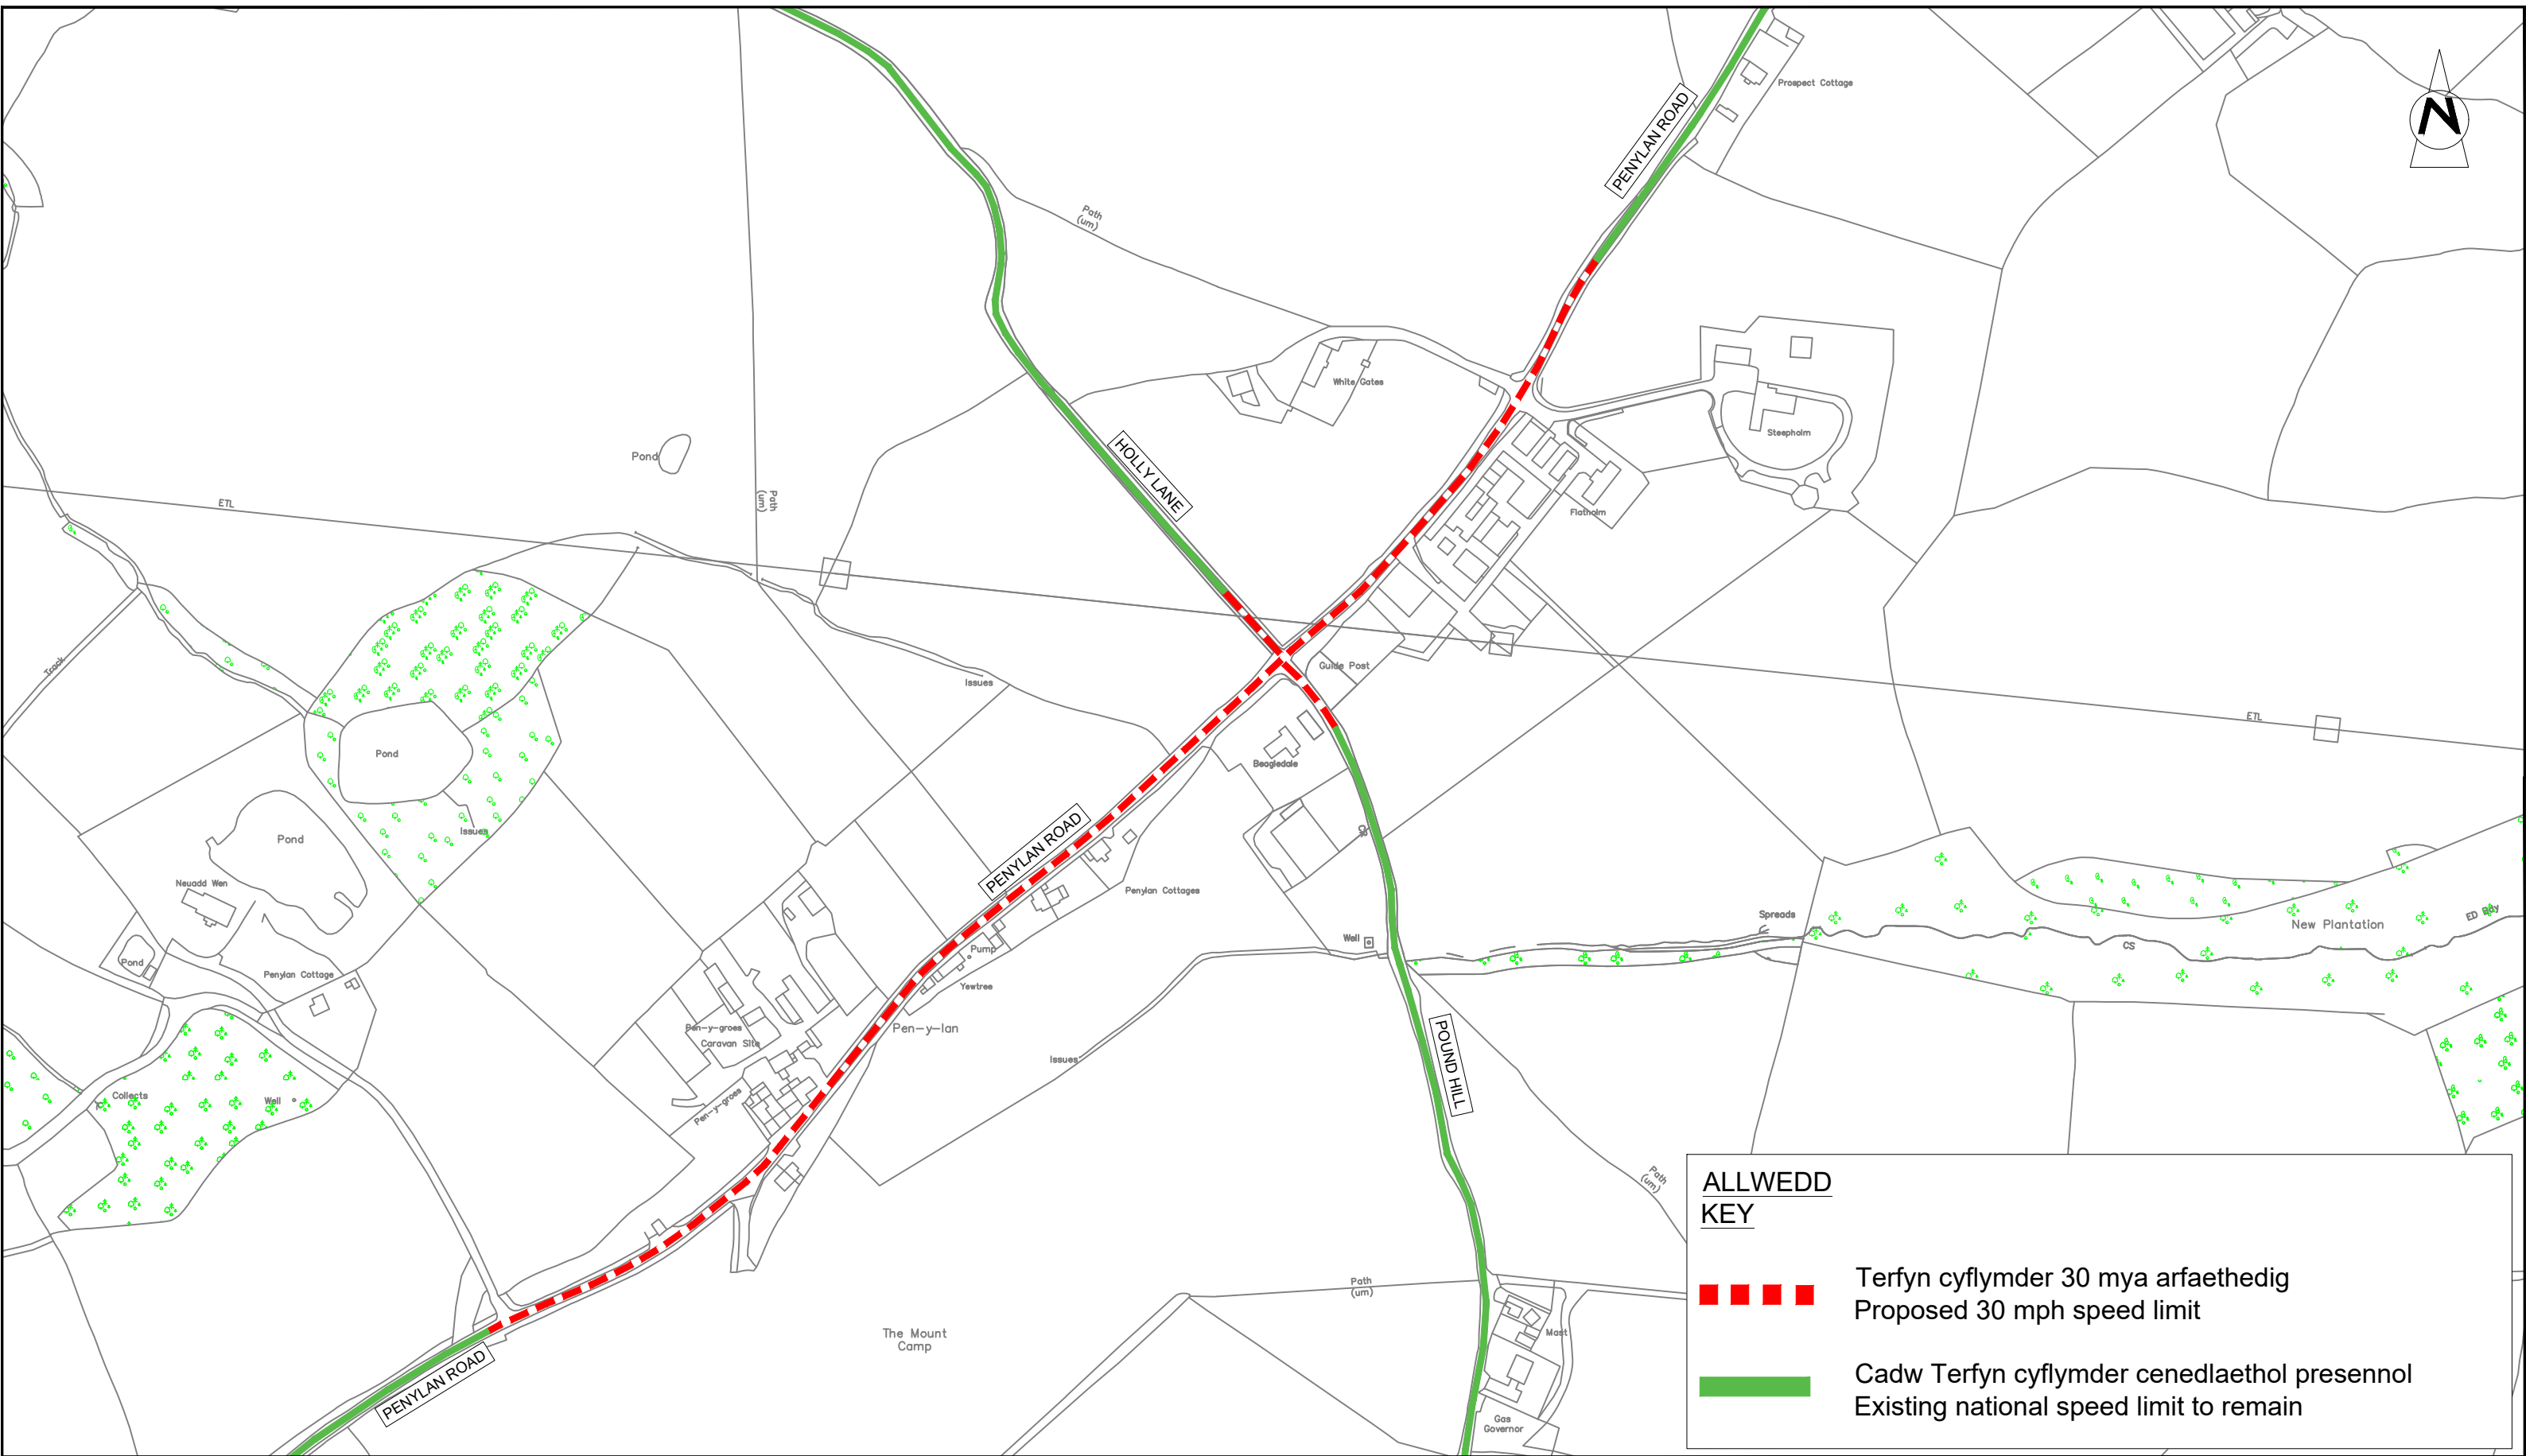 Prospect Cottage
N
PENYLAN ROAD
Path
(um)
White Gates
Steepholm
HOLLY LANE
Pond
Path
(um)
ETL
Flatholm
Track
Guide Post
Issues
ETL
Pond
Beagledale
PENYLAN ROAD
Issues
Pond
CR
Neuadd Wen
Penylan Cottages
Spreads
ED Bdy
New Plantation
Well
CS
Pump
Pond
Penylan Cottage
Yewtree
Pen-y-lan
Pen-y-groes
Caravan Site
Issues
POUND HILL
Collects
Well
Pen-y-groes
Path
(um)
Path
(um)
The Mount
Camp
Mast
PENYLAN ROAD
Gas
Governor
ALLWEDD
KEY
Terfyn cyflymder 30 mya arfaethedig
Proposed 30 mph speed limit
Cadw Terfyn cyflymder cenedlaethol presennol
Existing national speed limit to remain